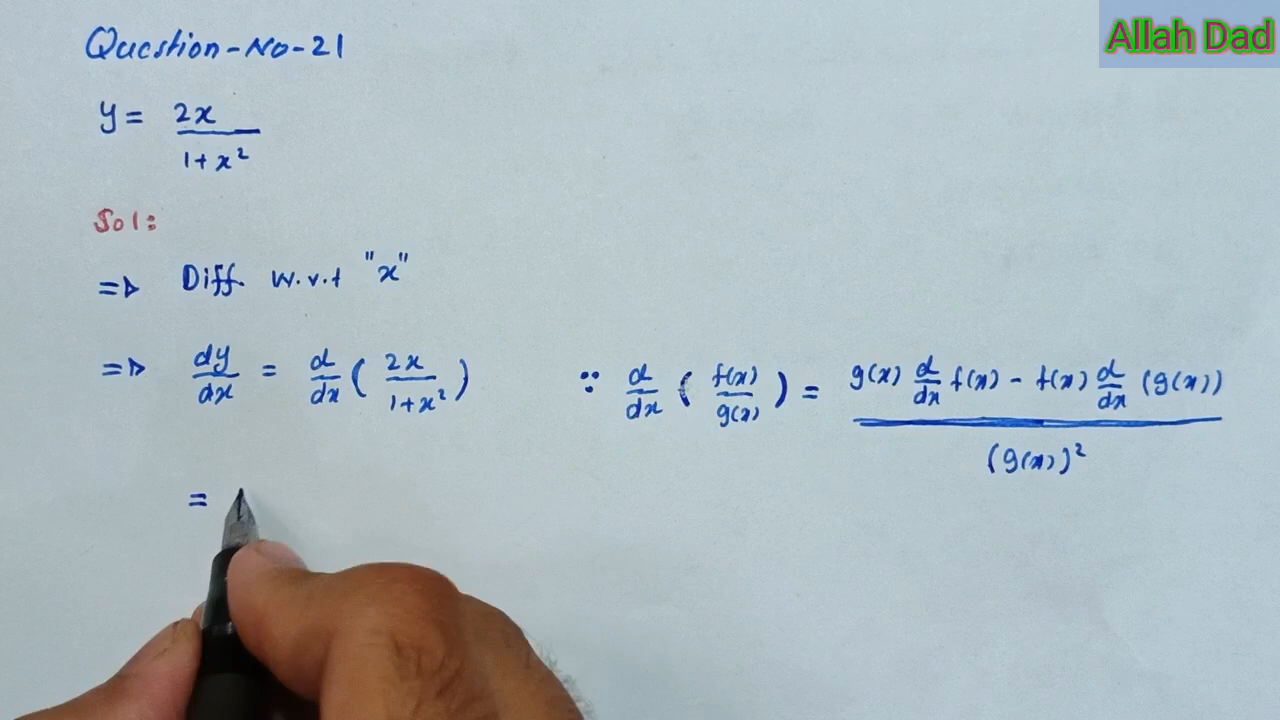 Allah Dad
Question-No-21
y = 2x / 1+x²
Sol:
=> Diff. w.r.t "x"
=> dy/dx = d/dx ( 2x / 1+x² ) ∵ d/dx ( f(x) / g(x) ) = g(x) d/dx f(x) - f(x) d/dx (g(x)) / (g(x))²
=